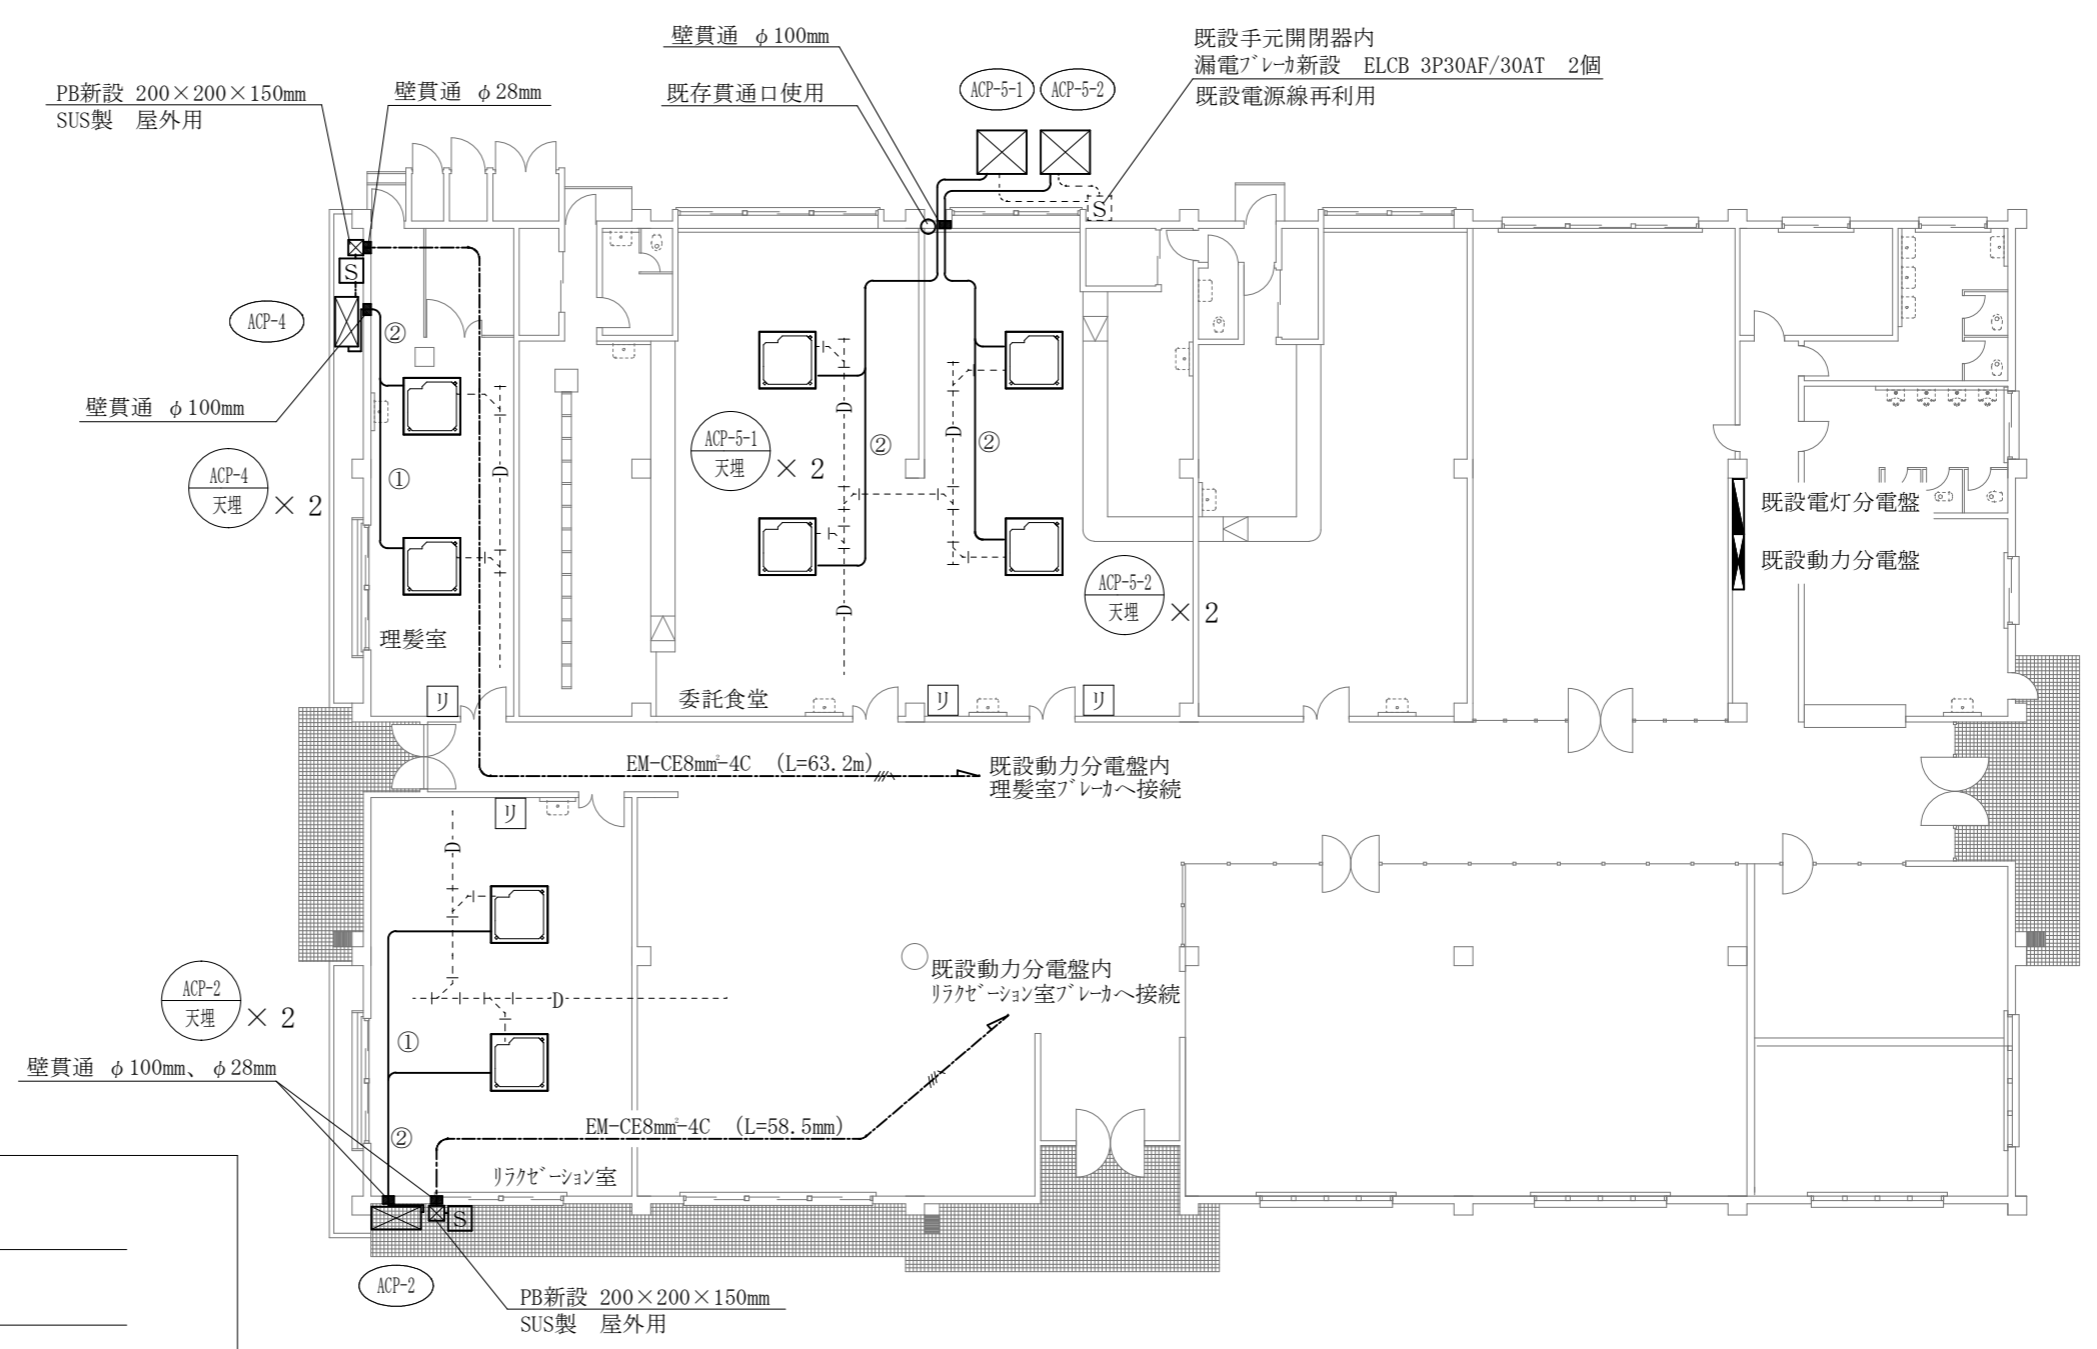 壁貫通 φ100mm
既存貫通口使用
ACP-5-1
ACP-5-2
既設手元開閉器内
漏電ブレーカ新設 ELCB 3P30AF/30AT 2個
既設電源線再利用
PB新設 200×200×150mm
SUS製 屋外用
壁貫通 φ28mm
S
S
ACP-4
②
壁貫通 φ100mm
①
D
ACP-4
天埋
× 2
理髪室
リ
ACP-5-1
天埋
× 2
D
②
D
②
D
ACP-5-2
天埋
× 2
委託食堂
リ
リ
既設電灯分電盤
既設動力分電盤
EM-CE8mm²-4C (L=63.2m)
既設動力分電盤内
理髪室ブレーカへ接続
リ
D
D
既設動力分電盤内
リラクゼーション室ブレーカへ接続
ACP-2
天埋
× 2
①
壁貫通 φ100mm、φ28mm
②
EM-CE8mm²-4C (L=58.5mm)
リラクゼーション室
S
ACP-2
PB新設 200×200×150mm
SUS製 屋外用